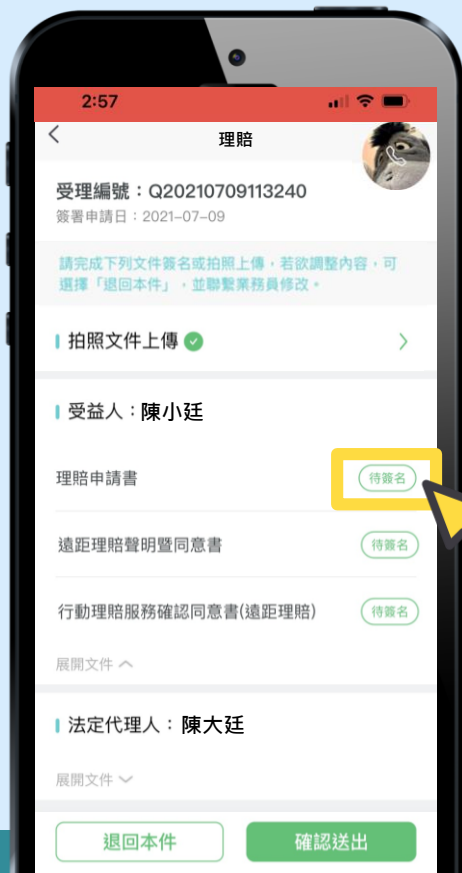 2:57
理賠
受理編號：Q20210709113240
簽署申請日：2021-07-09
請完成下列文件簽名或拍照上傳，若欲調整內容，可
選擇「退回本件」，並聯繫業務員修改。
拍照文件上傳
受益人：陳小廷
理賠申請書 待簽名
遠距理賠聲明暨同意書 待簽名
行動理賠服務確認同意書(遠距理賠) 待簽名
展開文件
法定代理人：陳大廷
展開文件
退回本件 確認送出